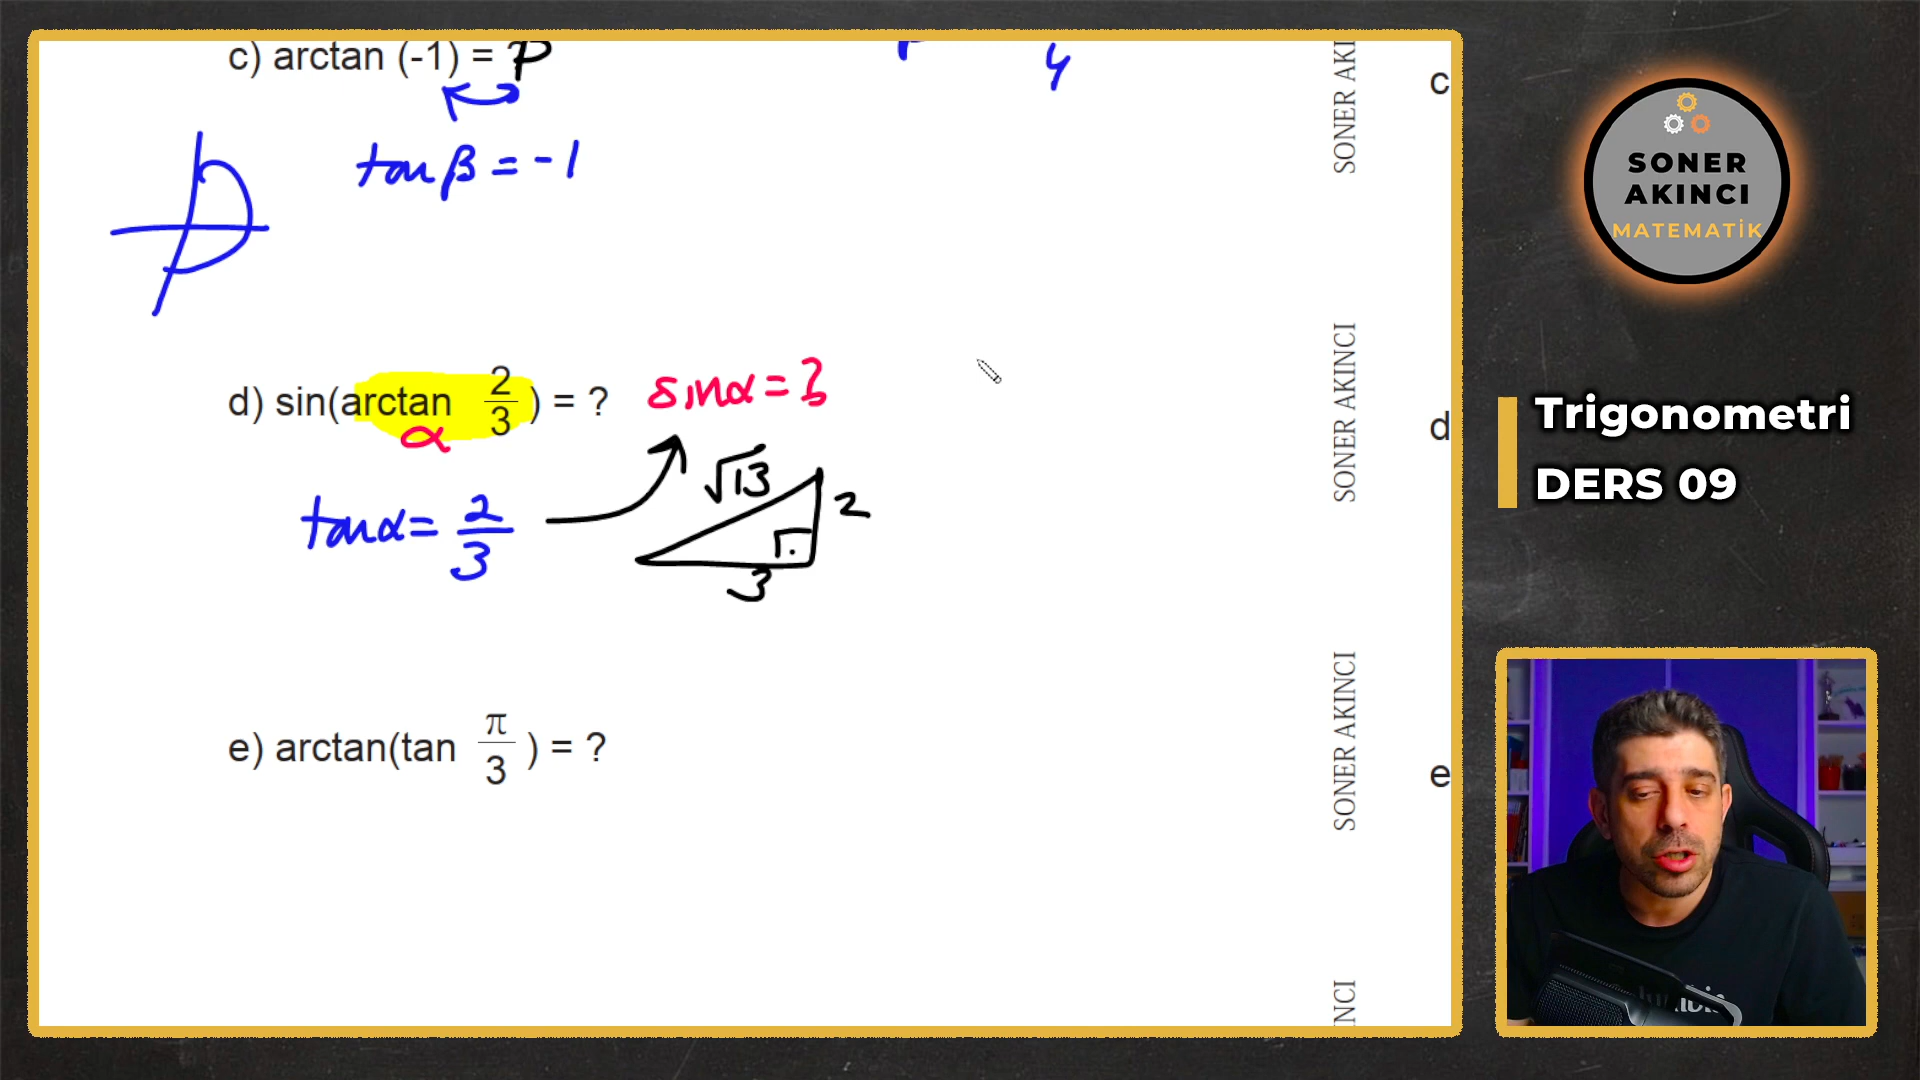 c) arctan (-1) = β
tan β = -1
d) sin(arctan 2/3) = ?
α
sin α = ?
tan α = 2/3
√13
2
3
e) arctan(tan π/3) = ?
4
SONER AKI
SONER AKINCI
SONER AKINCI
INCI
c
d
e
SONER
AKINCI
MATEMATİK
Trigonometri
DERS 09